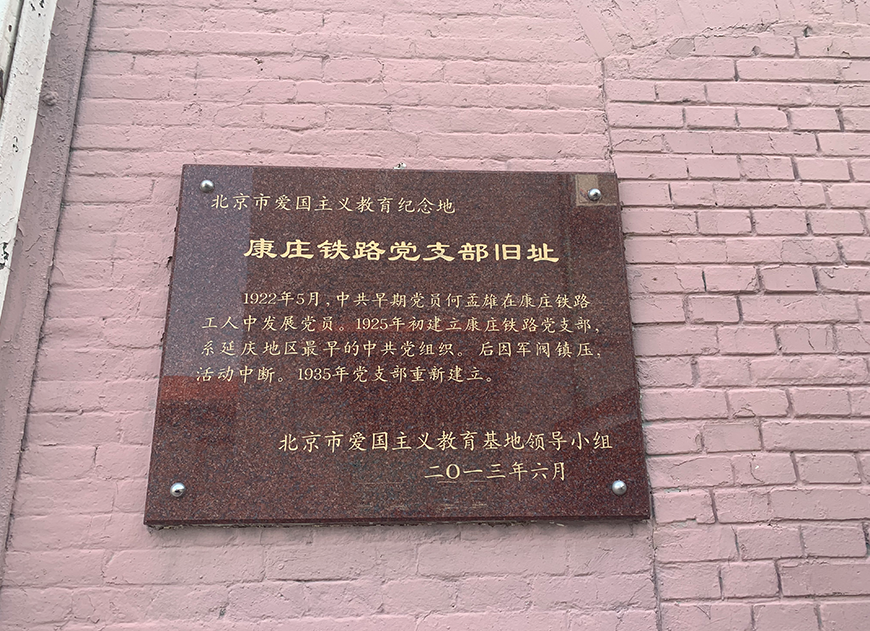 北京市爱国主义教育纪念地
康庄铁路党支部旧址
1922年5月，中共早期党员何孟雄在康庄铁路
工人中发展党员。1925年初建立康庄铁路党支部，
系延庆地区最早的中共党组织。后因军阀镇压，
活动中断。1935年党支部重新建立。
北京市爱国主义教育基地领导小组
二〇一三年六月